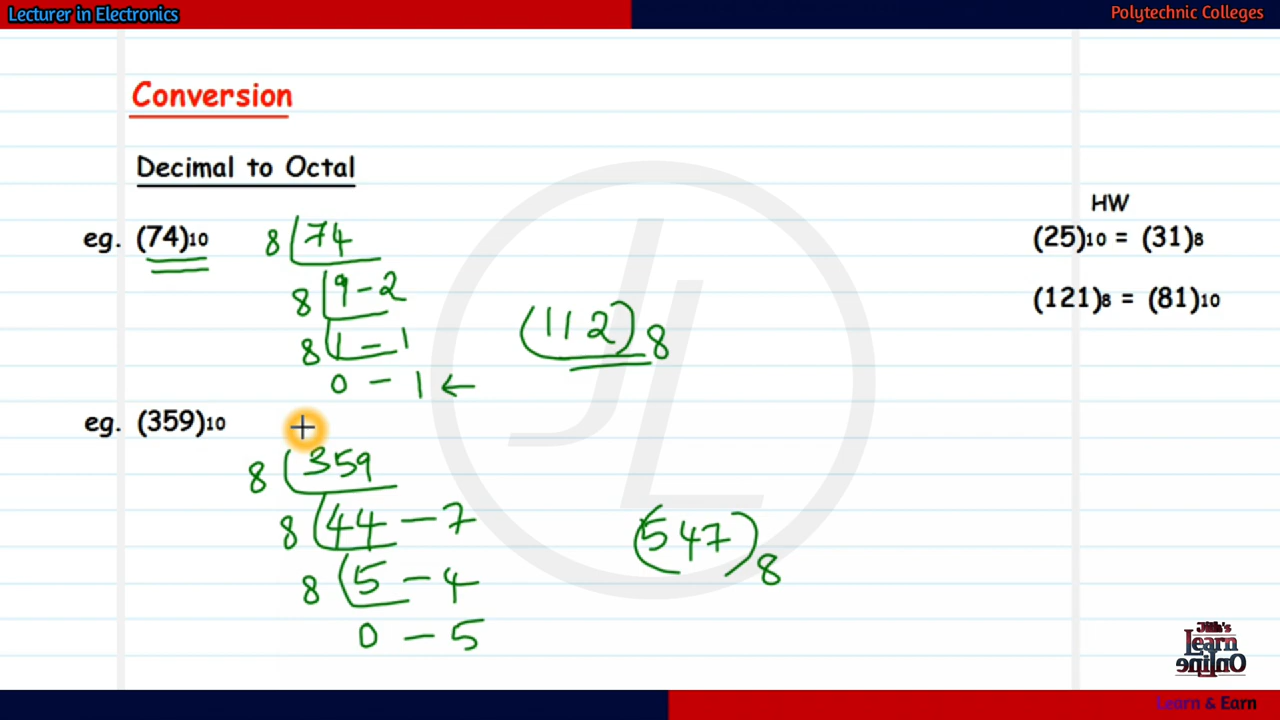 Lecturer in Electronics
Polytechnic Colleges
Conversion
Decimal to Octal
HW
eg. (74)10
8 74
8 9 - 2
8 1 - 1
0 - 1 ←
(112)8
(25)10 = (31)8
(121)8 = (81)10
eg. (359)10
8 359
8 44 - 7
8 5 - 4
0 - 5
(547)8
JL
Jith's
Learn
Online
Learn & Earn